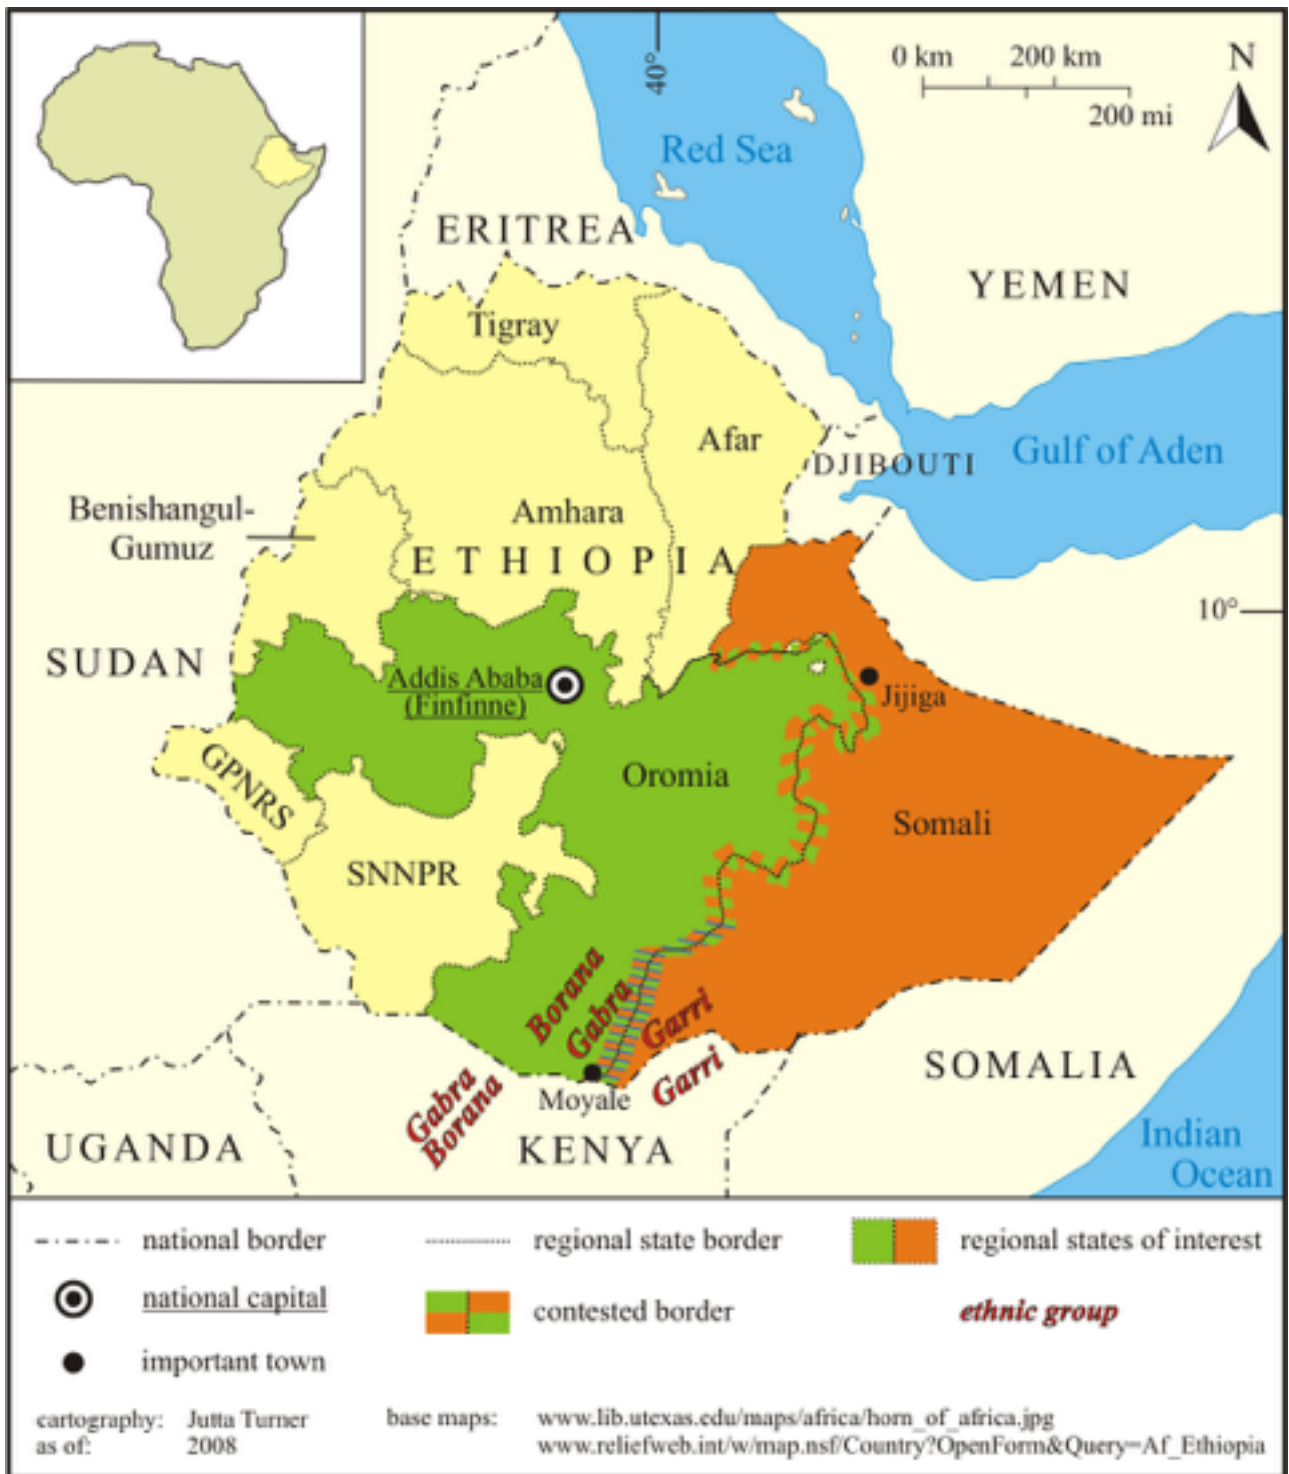 40°
0 km 200 km
200 mi
N
Red Sea
ERITREA
YEMEN
Tigray
Afar
DJIBOUTI
Gulf of Aden
Benishangul-
Gumuz
Amhara
ETHIOPIA
10°
SUDAN
Addis Ababa
(Finfinne)
Jijiga
GPNRS
Oromia
Somali
SNNPR
Borana
Gabra
Garri
Garri
Gabra
Borana
Moyale
SOMALIA
UGANDA
KENYA
Indian
Ocean
national border
regional state border
regional states of interest
national capital
contested border
ethnic group
important town
cartography: Jutta Turner
as of: 2008
base maps: www.lib.utexas.edu/maps/africa/horn_of_africa.jpg
www.reliefweb.int/w/map.nsf/Country?OpenForm&Query=Af_Ethiopia